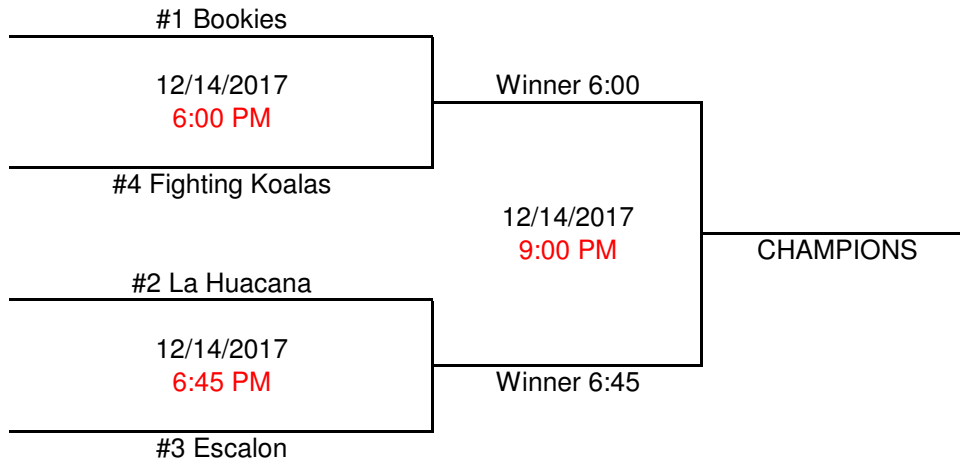 #1 Bookies
12/14/2017
6:00 PM
Winner 6:00
#4 Fighting Koalas
12/14/2017
9:00 PM
CHAMPIONS
#2 La Huacana
12/14/2017
6:45 PM
Winner 6:45
#3 Escalon